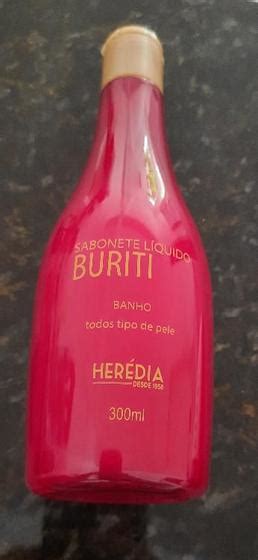 SABONETE LÍQUIDO
BURITI
BANHO
todos tipo de pele
HERÉDIA
DESDE 1958
300ml